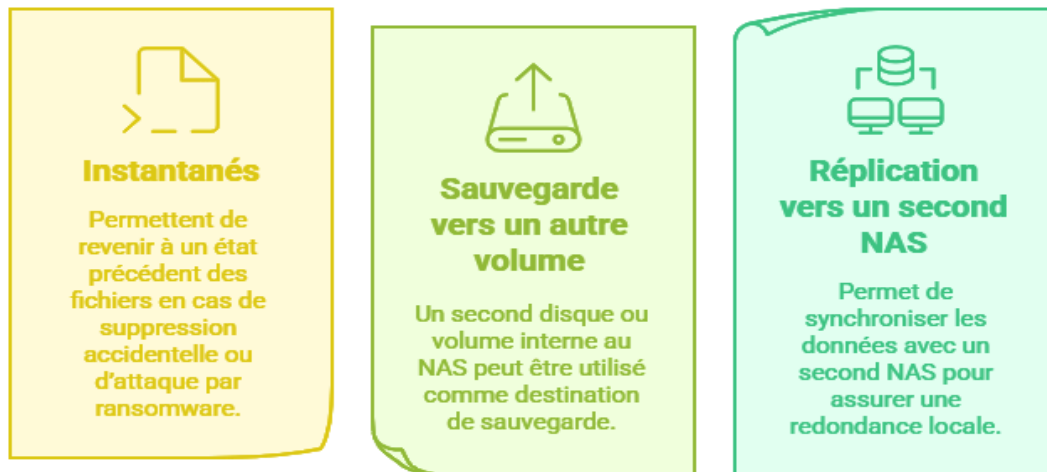 Instantanés
Permettent de
revenir à un état
précédent des
fichiers en cas de
suppression
accidentelle ou
d'attaque par
ransomware.
Sauvegarde
vers un autre
volume
Un second disque ou
volume interne au
NAS peut être utilisé
comme destination
de sauvegarde.
Réplication
vers un second
NAS
Permet de
synchroniser les
données avec un
second NAS pour
assurer une
redondance locale.